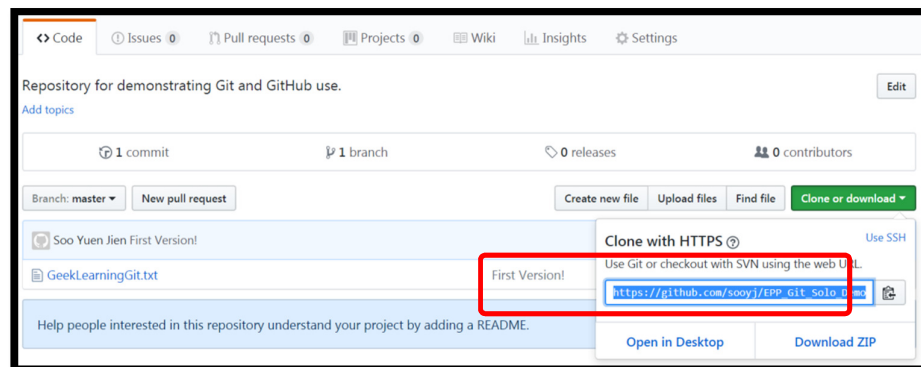 Code Issues 0 Pull requests 0 Projects 0 Wiki Insights Settings
Repository for demonstrating Git and GitHub use. Edit
Add topics
1 commit 1 branch 0 releases 0 contributors
Branch: master New pull request Create new file Upload files Find file Clone or download
Soo Yuen Jien First Version!
GeekLearningGit.txt First Version!
Help people interested in this repository understand your project by adding a README.
Clone with HTTPS ? Use SSH
Use Git or checkout with SVN using the web URL.
https://github.com/sooyj/EPP_Git_Solo_Demo
Open in Desktop Download ZIP